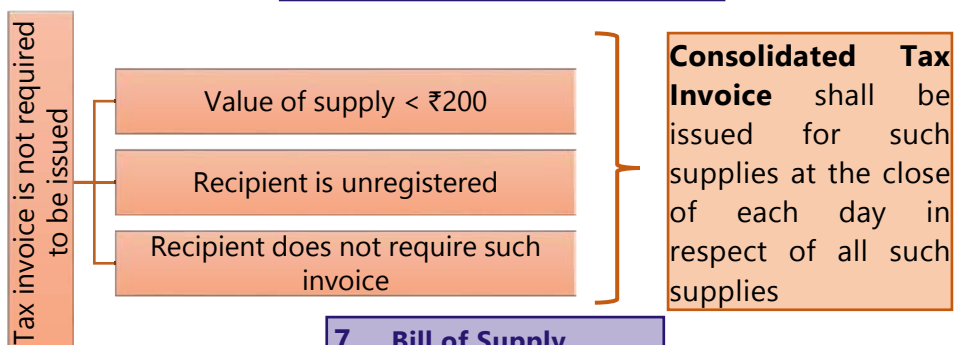 Tax invoice is not required
to be issued
Value of supply < ₹200
Recipient is unregistered
Recipient does not require such
invoice
Consolidated Tax
Invoice shall be
issued for such
supplies at the close
of each day in
respect of all such
supplies
7 Bill of Supply